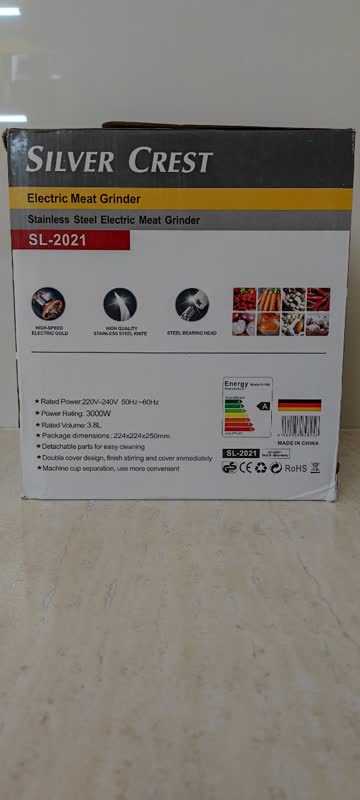 SILVER CREST
Electric Meat Grinder
Stainless Steel Electric Meat Grinder
SL-2021
HIGH-SPEED
ELECTRIC GOLD
HIGH QUALITY
STAINLESS STEEL KNIFE
STEEL BEARING HEAD
★ Rated Power:220V~240V 50Hz~60Hz
★ Power Rating: 3000W
★ Rated Volume: 3.8L
★ Package dimensions : 224x224x250mm
★ Detachable parts for easy cleaning
★ Double cover design, finish stirring and cover immediately
★ Machine cup separation, use more convenient
Energy
A
MADE IN CHINA
SL-2021
GS CE RoHS